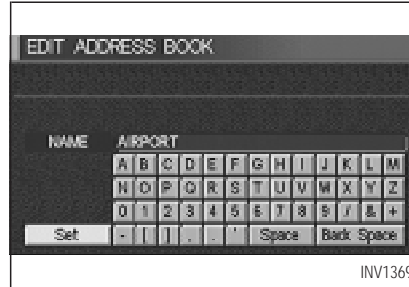 EDIT ADDRESS BOOK
NAME AIRPORT
A B C D E F G H I J K L M
N O P Q R S T U V W X Y Z
0 1 2 3 4 5 6 7 8 9 / & +
Set - ( ) . , ' Space Back Space
INV1369